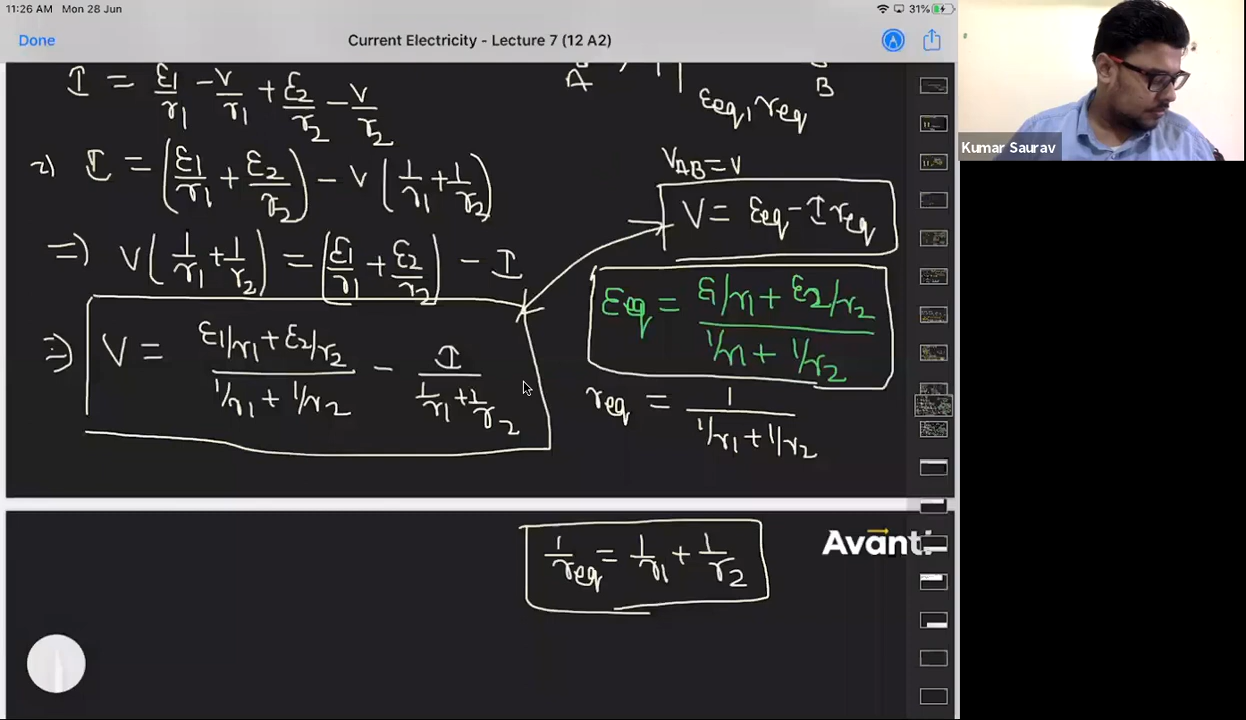 11:26 AM Mon 28 Jun
31%
Done
Current Electricity - Lecture 7 (12 A2)
Kumar Saurav
I = ε1/r1 - V/r1 + ε2/r2 - V/r2
A B
εeq, req
VAB = V
I = (ε1/r1 + ε2/r2) - V (1/r1 + 1/r2)
V = εeq - I req
=) V (1/r1 + 1/r2) = (ε1/r1 + ε2/r2) - I
εeq = ε1/r1 + ε2/r2 / 1/r1 + 1/r2
=) V = ε1/r1 + ε2/r2 / 1/r1 + 1/r2 - I / 1/r1 + 1/r2
req = 1 / 1/r1 + 1/r2
1/req = 1/r1 + 1/r2
Avanti